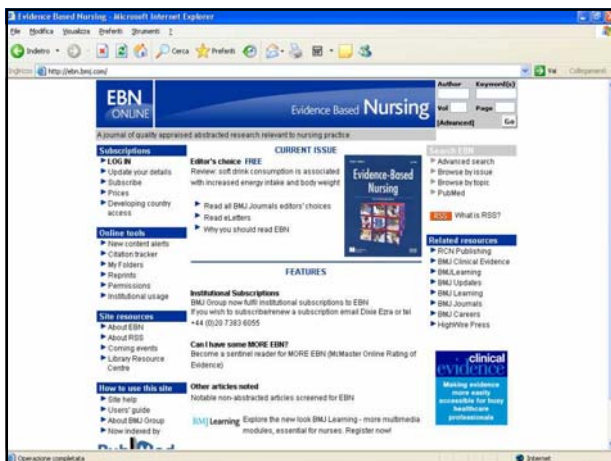 Evidence-Based Nursing - Microsoft Internet Explorer
File Modifica Visualizza Preferiti Strumenti ?
Indietro Cerca Preferiti
Indirizzo http://ebn.bmj.com/ Vai Collegamenti
EBN
ONLINE
Evidence Based Nursing
Author Keyword(s)
Vol Page
[Advanced] Go
A journal of quality appraised abstracted research relevant to nursing practice
Subscriptions
LOG IN
Update your details
Subscribe
Prices
Developing country
access
Online tools
New content alerts
Citation tracker
My Folders
Reprints
Permissions
Institutional usage
Site resources
About EBN
About RSS
Coming events
Library Resource
Centre
How to use this site
Site help
Users' guide
About BMJ Group
Now indexed by
PubMed
CURRENT ISSUE
Editor's choice FREE
Review: soft drink consumption is associated
with increased energy intake and body weight
Read all BMJ Journals editors' choices
Read eLetters
Why you should read EBN
Evidence-Based
Nursing
FEATURES
Institutional Subscriptions
BMJ Group now fulfil institutional subscriptions to EBN
If you wish to subscribe/renew a subscription email Dixie Ezra or tel
+44 (0)20 7383 6055
Can I have some MORE EBN?
Become a sentinel reader for MORE EBN (McMaster Online Rating of
Evidence)
Other articles noted
Notable non-abstracted articles screened for EBN
BMJ Learning Explore the new look BMJ Learning - more multimedia
modules, essential for nurses. Register now!
Search EBN
Advanced search
Browse by issue
Browse by topic
PubMed
RSS What is RSS?
Related resources
RCN Publishing
BMJ Clinical Evidence
BMJLearning
BMJ Updates
BMJ Learning
BMJ Journals
BMJ Careers
HighWire Press
clinical
evidence
Making evidence
more easily
accessible for busy
healthcare
professionals
Operazione completata Internet